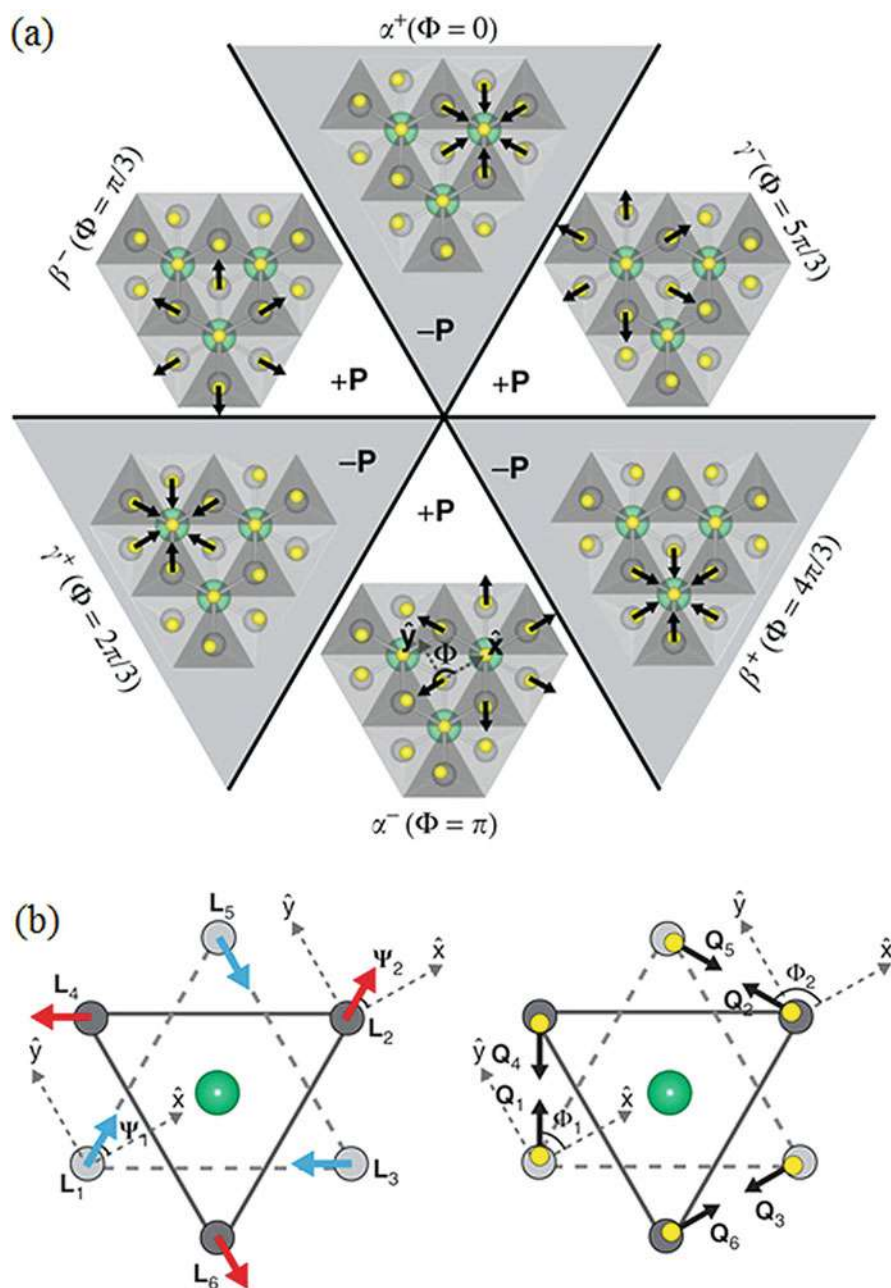 (a)
α⁺(Φ = 0)
β⁻ (Φ = π/3)
γ⁻(Φ = 5π/3)
−P
+P
+P
−P
−P
+P
γ⁺ (Φ = 2π/3)
β⁺ (Φ = 4π/3)
ŷ
Φ
x̂
α⁻ (Φ = π)
(b)
L₅
ŷ
x̂
Ψ₂
L₄
L₂
ŷ
x̂
Ψ₁
L₁
L₃
L₆
ŷ
Q₅
x̂
Φ₂
Q₂
ŷ
Q₄
Q₁
x̂
Φ₁
Q₃
Q₆